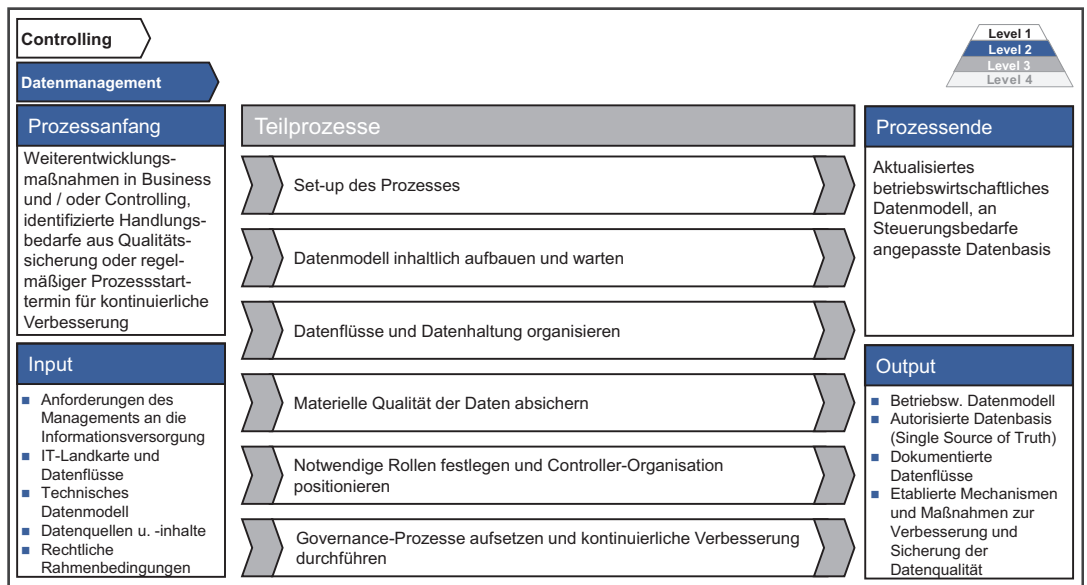 Controlling
Datenmanagement
Level 1
Level 2
Level 3
Level 4
Prozessanfang
Weiterentwicklungs-
maßnahmen in Business
und / oder Controlling,
identifizierte Handlungs-
bedarfe aus Qualitäts-
sicherung oder regel-
mäßiger Prozessstart-
termin für kontinuierliche
Verbesserung
Input
Anforderungen des
Managements an die
Informationsversorgung
IT-Landkarte und
Datenflüsse
Technisches
Datenmodell
Datenquellen u. -inhalte
Rechtliche
Rahmenbedingungen
Teilprozesse
Set-up des Prozesses
Datenmodell inhaltlich aufbauen und warten
Datenflüsse und Datenhaltung organisieren
Materielle Qualität der Daten absichern
Notwendige Rollen festlegen und Controller-Organisation
positionieren
Governance-Prozesse aufsetzen und kontinuierliche Verbesserung
durchführen
Prozessende
Aktualisiertes
betriebswirtschaftliches
Datenmodell, an
Steuerungsbedarfe
angepasste Datenbasis
Output
Betriebsw. Datenmodell
Autorisierte Datenbasis
(Single Source of Truth)
Dokumentierte
Datenflüsse
Etablierte Mechanismen
und Maßnahmen zur
Verbesserung und
Sicherung der
Datenqualität